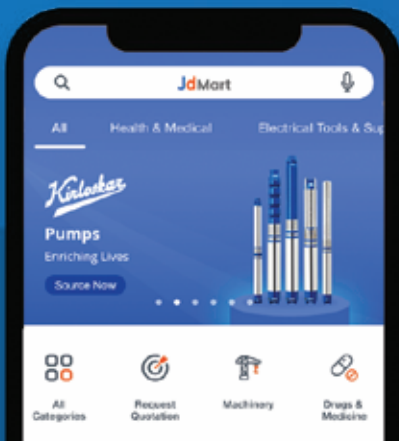 JdMart
All Health & Medical Electrical Tools & Sup
Kirloskar
Pumps
Enriching Lives
Source Now
All Categories
Request Quotation
Machinery
Drugs & Medicine